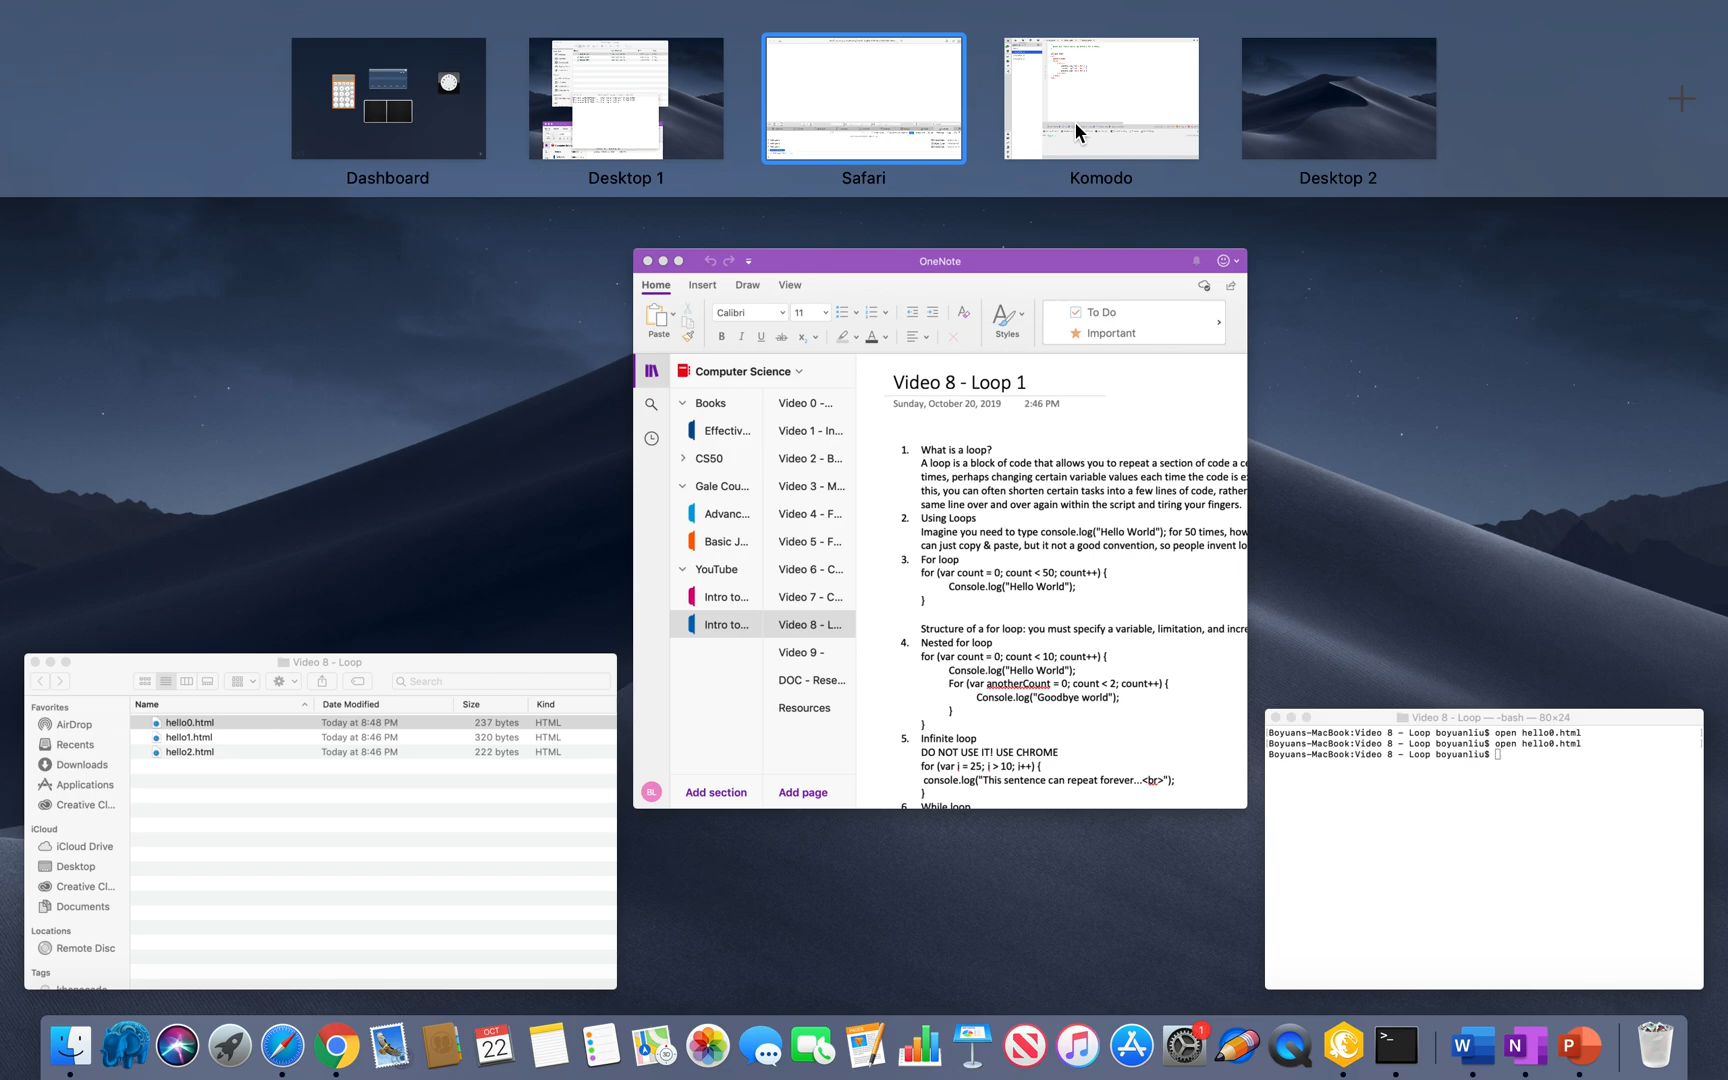 Dashboard
Desktop 1
Safari
Komodo
Desktop 2
OneNote
Home
Insert
Draw
View
Paste
Calibri
11
B I U ab x₂
Styles
To Do
Important
Computer Science
Books
Effectiv...
CS50
Gale Cou...
Advanc...
Basic J...
YouTube
Intro to...
Intro to...
Add section
Video 0 -...
Video 1 - In...
Video 2 - B...
Video 3 - M...
Video 4 - F...
Video 5 - F...
Video 6 - C...
Video 7 - C...
Video 8 - L...
Video 9 -
DOC - Rese...
Resources
Add page
BL
Video 8 - Loop 1
Sunday, October 20, 2019 2:46 PM
1. What is a loop?
A loop is a block of code that allows you to repeat a section of code a ce
times, perhaps changing certain variable values each time the code is e
this, you can often shorten certain tasks into a few lines of code, rather
same line over and over again within the script and tiring your fingers.
2. Using Loops
Imagine you need to type console.log("Hello World"); for 50 times, how
can just copy & paste, but it not a good convention, so people invent lo
3. For loop
for (var count = 0; count < 50; count++) {
Console.log("Hello World");
}
Structure of a for loop: you must specify a variable, limitation, and incre
4. Nested for loop
for (var count = 0; count < 10; count++) {
Console.log("Hello World");
For (var anotherCount = 0; count < 2; count++) {
Console.log("Goodbye world");
}
}
5. Infinite loop
DO NOT USE IT! USE CHROME
for (var i = 25; i > 10; i++) {
console.log("This sentence can repeat forever...<br>");
}
6. While loop
Video 8 - Loop
Search
Favorites
AirDrop
Recents
Downloads
Applications
Creative Cl...
iCloud
iCloud Drive
Desktop
Creative Cl...
Documents
Locations
Remote Disc
Tags
Name Date Modified Size Kind
hello0.html Today at 8:48 PM 237 bytes HTML
hello1.html Today at 8:46 PM 320 bytes HTML
hello2.html Today at 8:46 PM 222 bytes HTML
Video 8 - Loop — -bash — 80×24
Boyuans-MacBook:Video 8 - Loop boyuanliu$ open hello0.html
Boyuans-MacBook:Video 8 - Loop boyuanliu$ open hello0.html
Boyuans-MacBook:Video 8 - Loop boyuanliu$
OCT
22
PAGES
1
>_
W
N
P